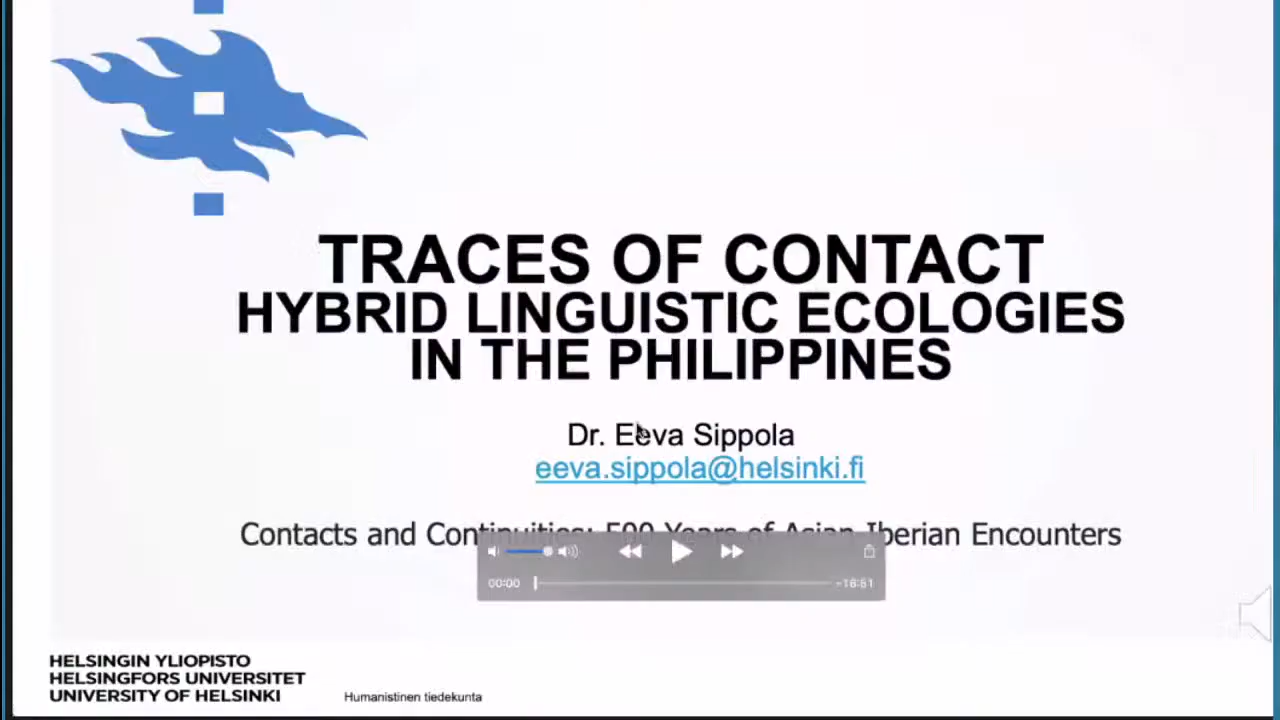 TRACES OF CONTACT
HYBRID LINGUISTIC ECOLOGIES
IN THE PHILIPPINES
Dr. Eeva Sippola
eeva.sippola@helsinki.fi
Contacts and Continuities: 500 Years of Asian-Iberian Encounters
00:00
-16:51
HELSINGIN YLIOPISTO
HELSINGFORS UNIVERSITET
UNIVERSITY OF HELSINKI
Humanistinen tiedekunta